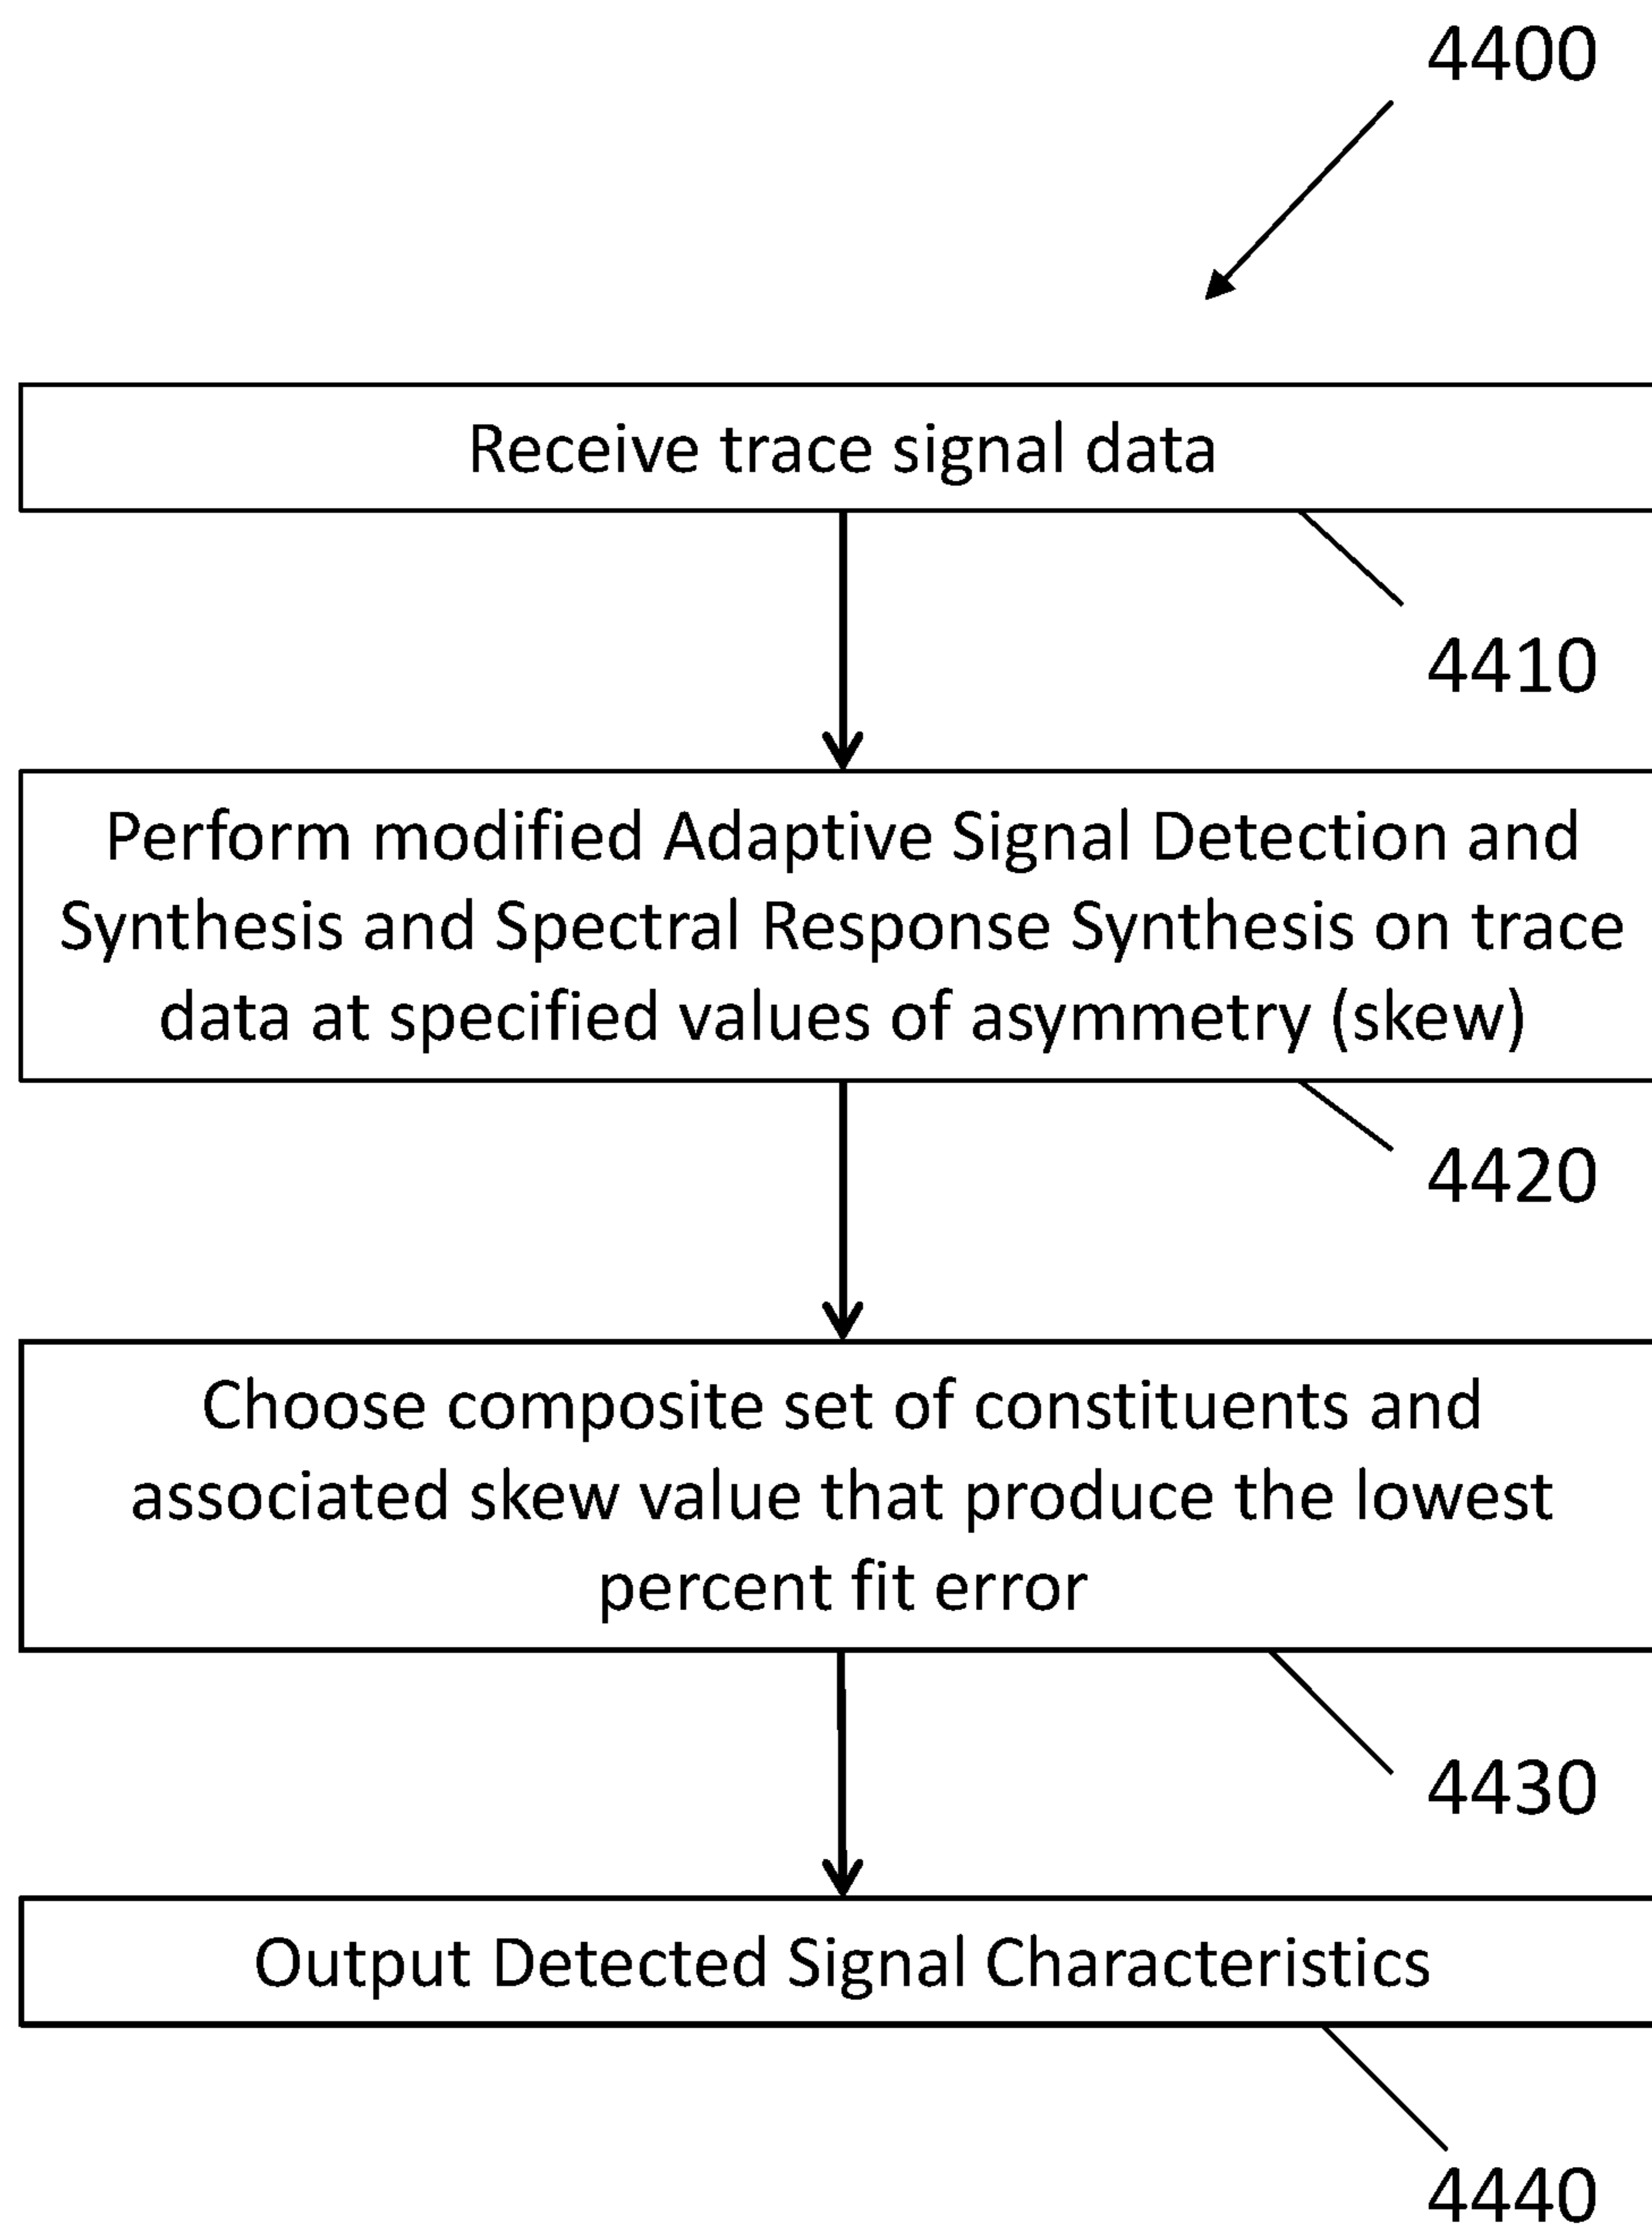 4400
Receive trace signal data
4410
Perform modified Adaptive Signal Detection and
Synthesis and Spectral Response Synthesis on trace
data at specified values of asymmetry (skew)
4420
Choose composite set of constituents and
associated skew value that produce the lowest
percent fit error
4430
Output Detected Signal Characteristics
4440